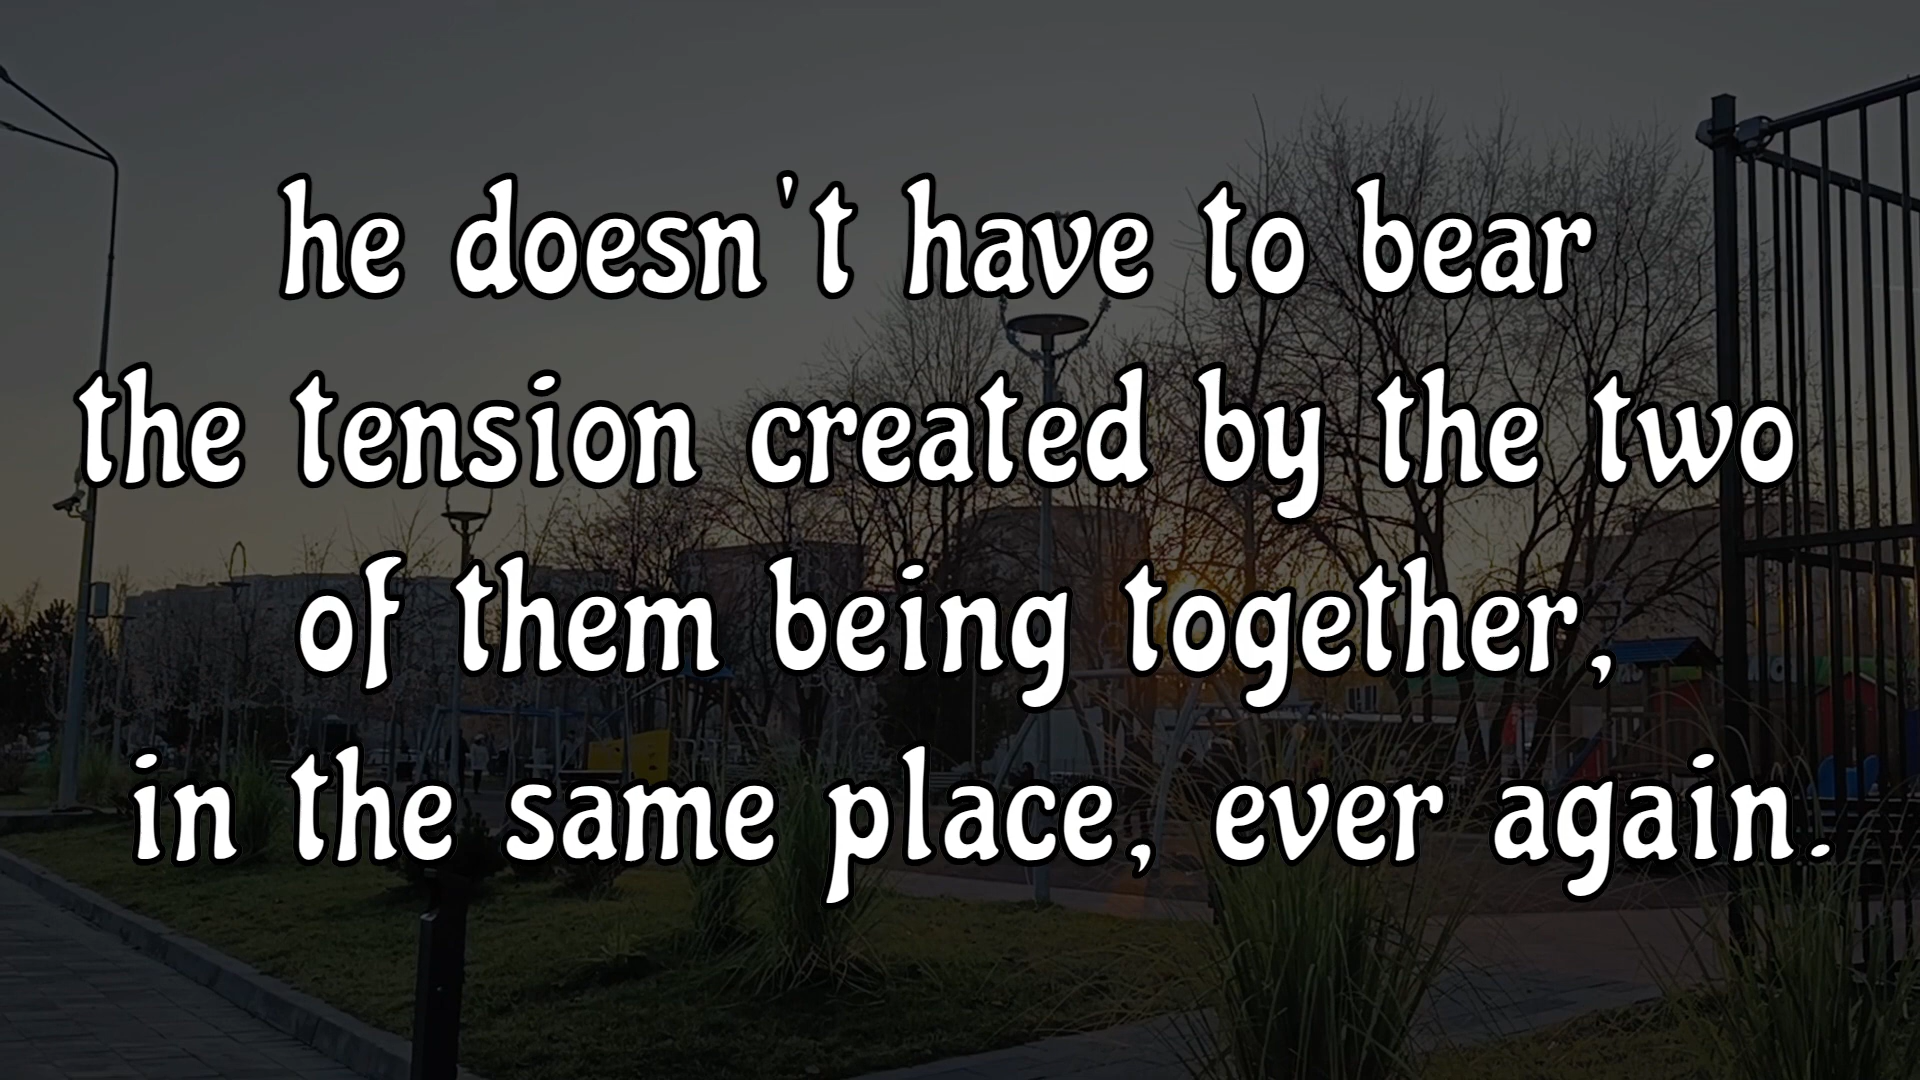 he doesn't have to bear
the tension created by the two
of them being together,
in the same place, ever again.